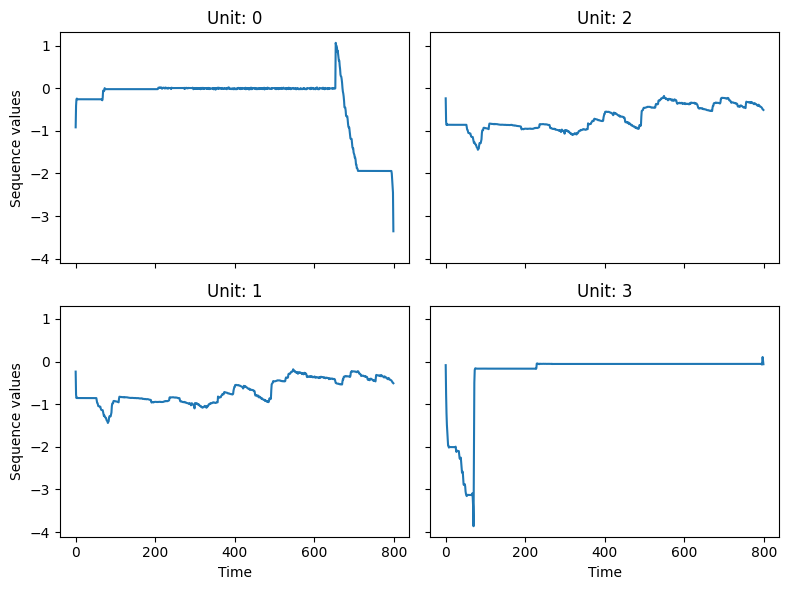 Unit: 0
Unit: 2
Sequence values
1
0
−1
−2
−3
−4
Unit: 1
Unit: 3
Sequence values
1
0
−1
−2
−3
−4
0 200 400 600 800
0 200 400 600 800
Time
Time